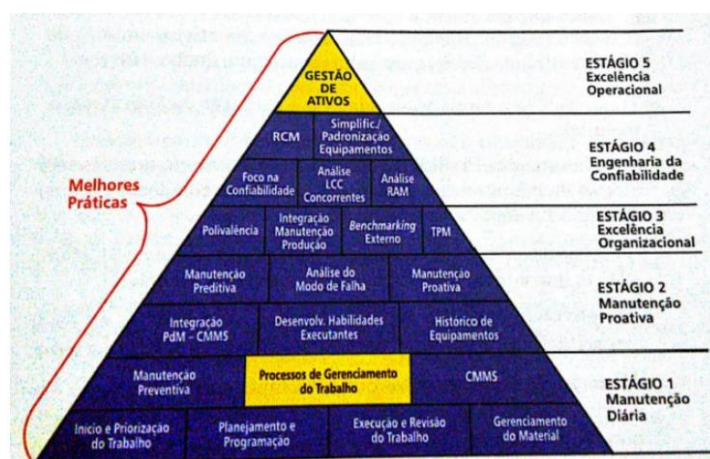 GESTÃO
DE
ATIVOS
ESTÁGIO 5
Excelência
Operacional
RCM
Simplific./
Padronização
Equipamentos
Foco na
Confiabilidade
Análise
LCC
Concorrentes
Análise
RAM
ESTÁGIO 4
Engenharia da
Confiabilidade
Melhores
Práticas
Polivalência
Integração
Manutenção
Produção
Benchmarking
Externo
TPM
ESTÁGIO 3
Excelência
Organizacional
Manutenção
Preditiva
Análise do
Modo de Falha
Manutenção
Proativa
Integração
PdM – CMMS
Desenvolv. Habilidades
Executantes
Histórico de
Equipamentos
ESTÁGIO 2
Manutenção
Proativa
Manutenção
Preventiva
Processos de Gerenciamento
do Trabalho
CMMS
Início e Priorização
do Trabalho
Planejamento e
Programação
Execução e Revisão
do Trabalho
Gerenciamento
do Material
ESTÁGIO 1
Manutenção
Diária